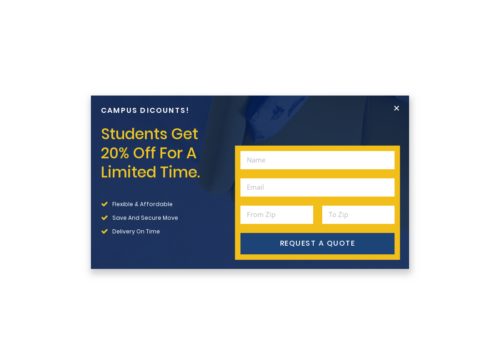 CAMPUS DICOUNTS!
×
Students Get
20% Off For A
Limited Time.
Flexible & Affordable
Save And Secure Move
Delivery On Time
Name
Email
From Zip
To Zip
REQUEST A QUOTE